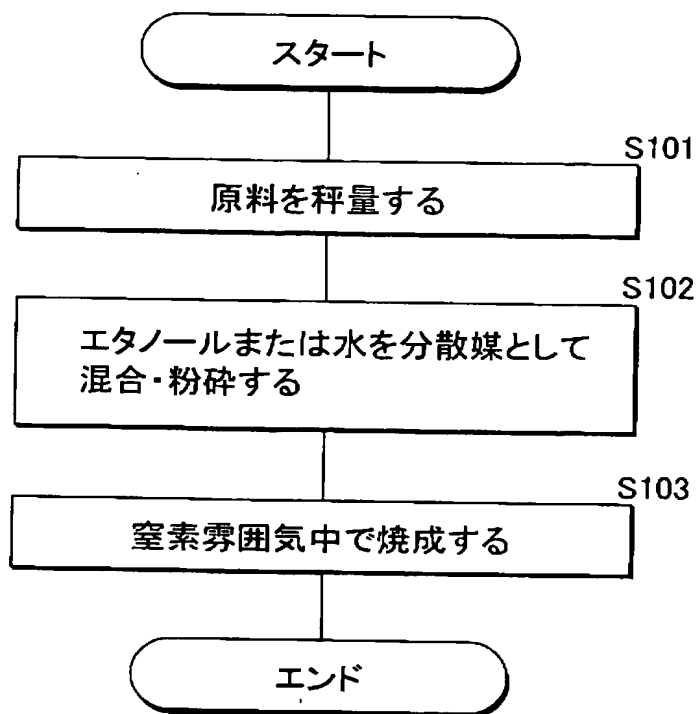 スタート
S101
原料を秤量する
S102
エタノールまたは水を分散媒として
混合・粉砕する
S103
窒素雰囲気中で焼成する
エンド